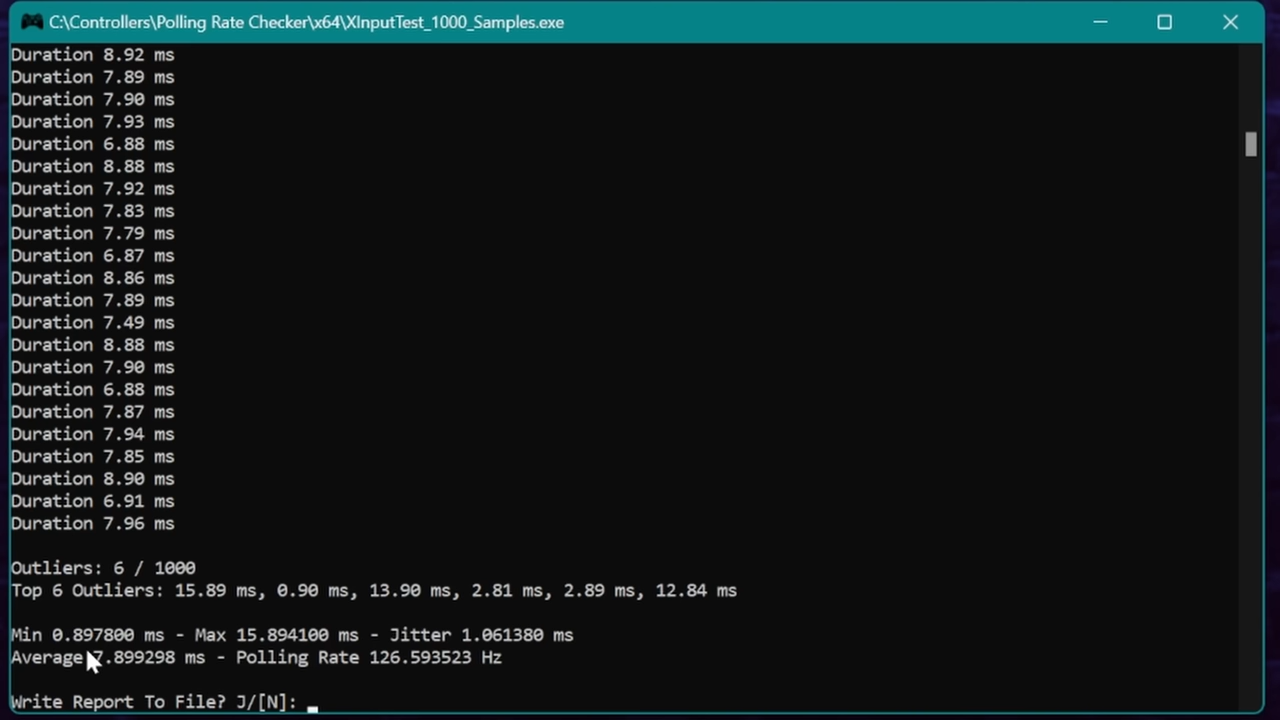 C:\Controllers\Polling Rate Checker\x64\XInputTest_1000_Samples.exe
Duration 8.92 ms
Duration 7.89 ms
Duration 7.90 ms
Duration 7.93 ms
Duration 6.88 ms
Duration 8.88 ms
Duration 7.92 ms
Duration 7.83 ms
Duration 7.79 ms
Duration 6.87 ms
Duration 8.86 ms
Duration 7.89 ms
Duration 7.49 ms
Duration 8.88 ms
Duration 7.90 ms
Duration 6.88 ms
Duration 7.87 ms
Duration 7.94 ms
Duration 7.85 ms
Duration 8.90 ms
Duration 6.91 ms
Duration 7.96 ms
Outliers: 6 / 1000
Top 6 Outliers: 15.89 ms, 0.90 ms, 13.90 ms, 2.81 ms, 2.89 ms, 12.84 ms
Min 0.897800 ms - Max 15.894100 ms - Jitter 1.061380 ms
Average 7.899298 ms - Polling Rate 126.593523 Hz
Write Report To File? J/[N]: